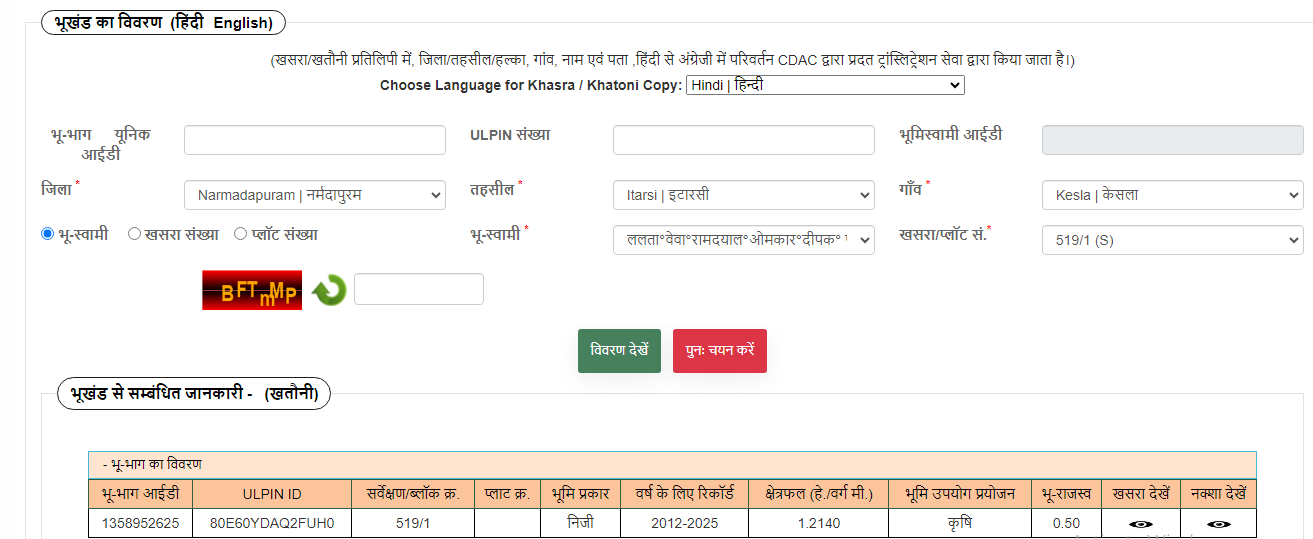 भूखंड का विवरण (हिंदी English)
(खसरा/खतौनी प्रतिलिपी में, जिला/तहसील/हल्का, गांव, नाम एवं पता ,हिंदी से अंग्रेजी में परिवर्तन CDAC द्वारा प्रदत ट्रांस्लिट्रेशन सेवा द्वारा किया जाता है।)
Choose Language for Khasra / Khatoni Copy: Hindi | हिन्दी
भू-भाग यूनिक आईडी ULPIN संख्या भूमिस्वामी आईडी
जिला * Narmadapuram | नर्मदापुरम तहसील * Itarsi | इटारसी गाँव * Kesla | केसला
भू-स्वामी खसरा संख्या प्लॉट संख्या भू-स्वामी * ललता°वेवा°रामदयाल°ओमकार°दीपक° खसरा/प्लॉट सं.* 519/1 (S)
BFTmMP
विवरण देखें पुनः चयन करें
भूखंड से सम्बंधित जानकारी - (खतौनी)
- भू-भाग का विवरण
भू-भाग आईडी ULPIN ID सर्वेक्षण/ब्लॉक क्र. प्लाट क्र. भूमि प्रकार वर्ष के लिए रिकॉर्ड क्षेत्रफल (हे./वर्ग मी.) भूमि उपयोग प्रयोजन भू-राजस्व खसरा देखें नक्शा देखें
1358952625 80E60YDAQ2FUH0 519/1 निजी 2012-2025 1.2140 कृषि 0.50